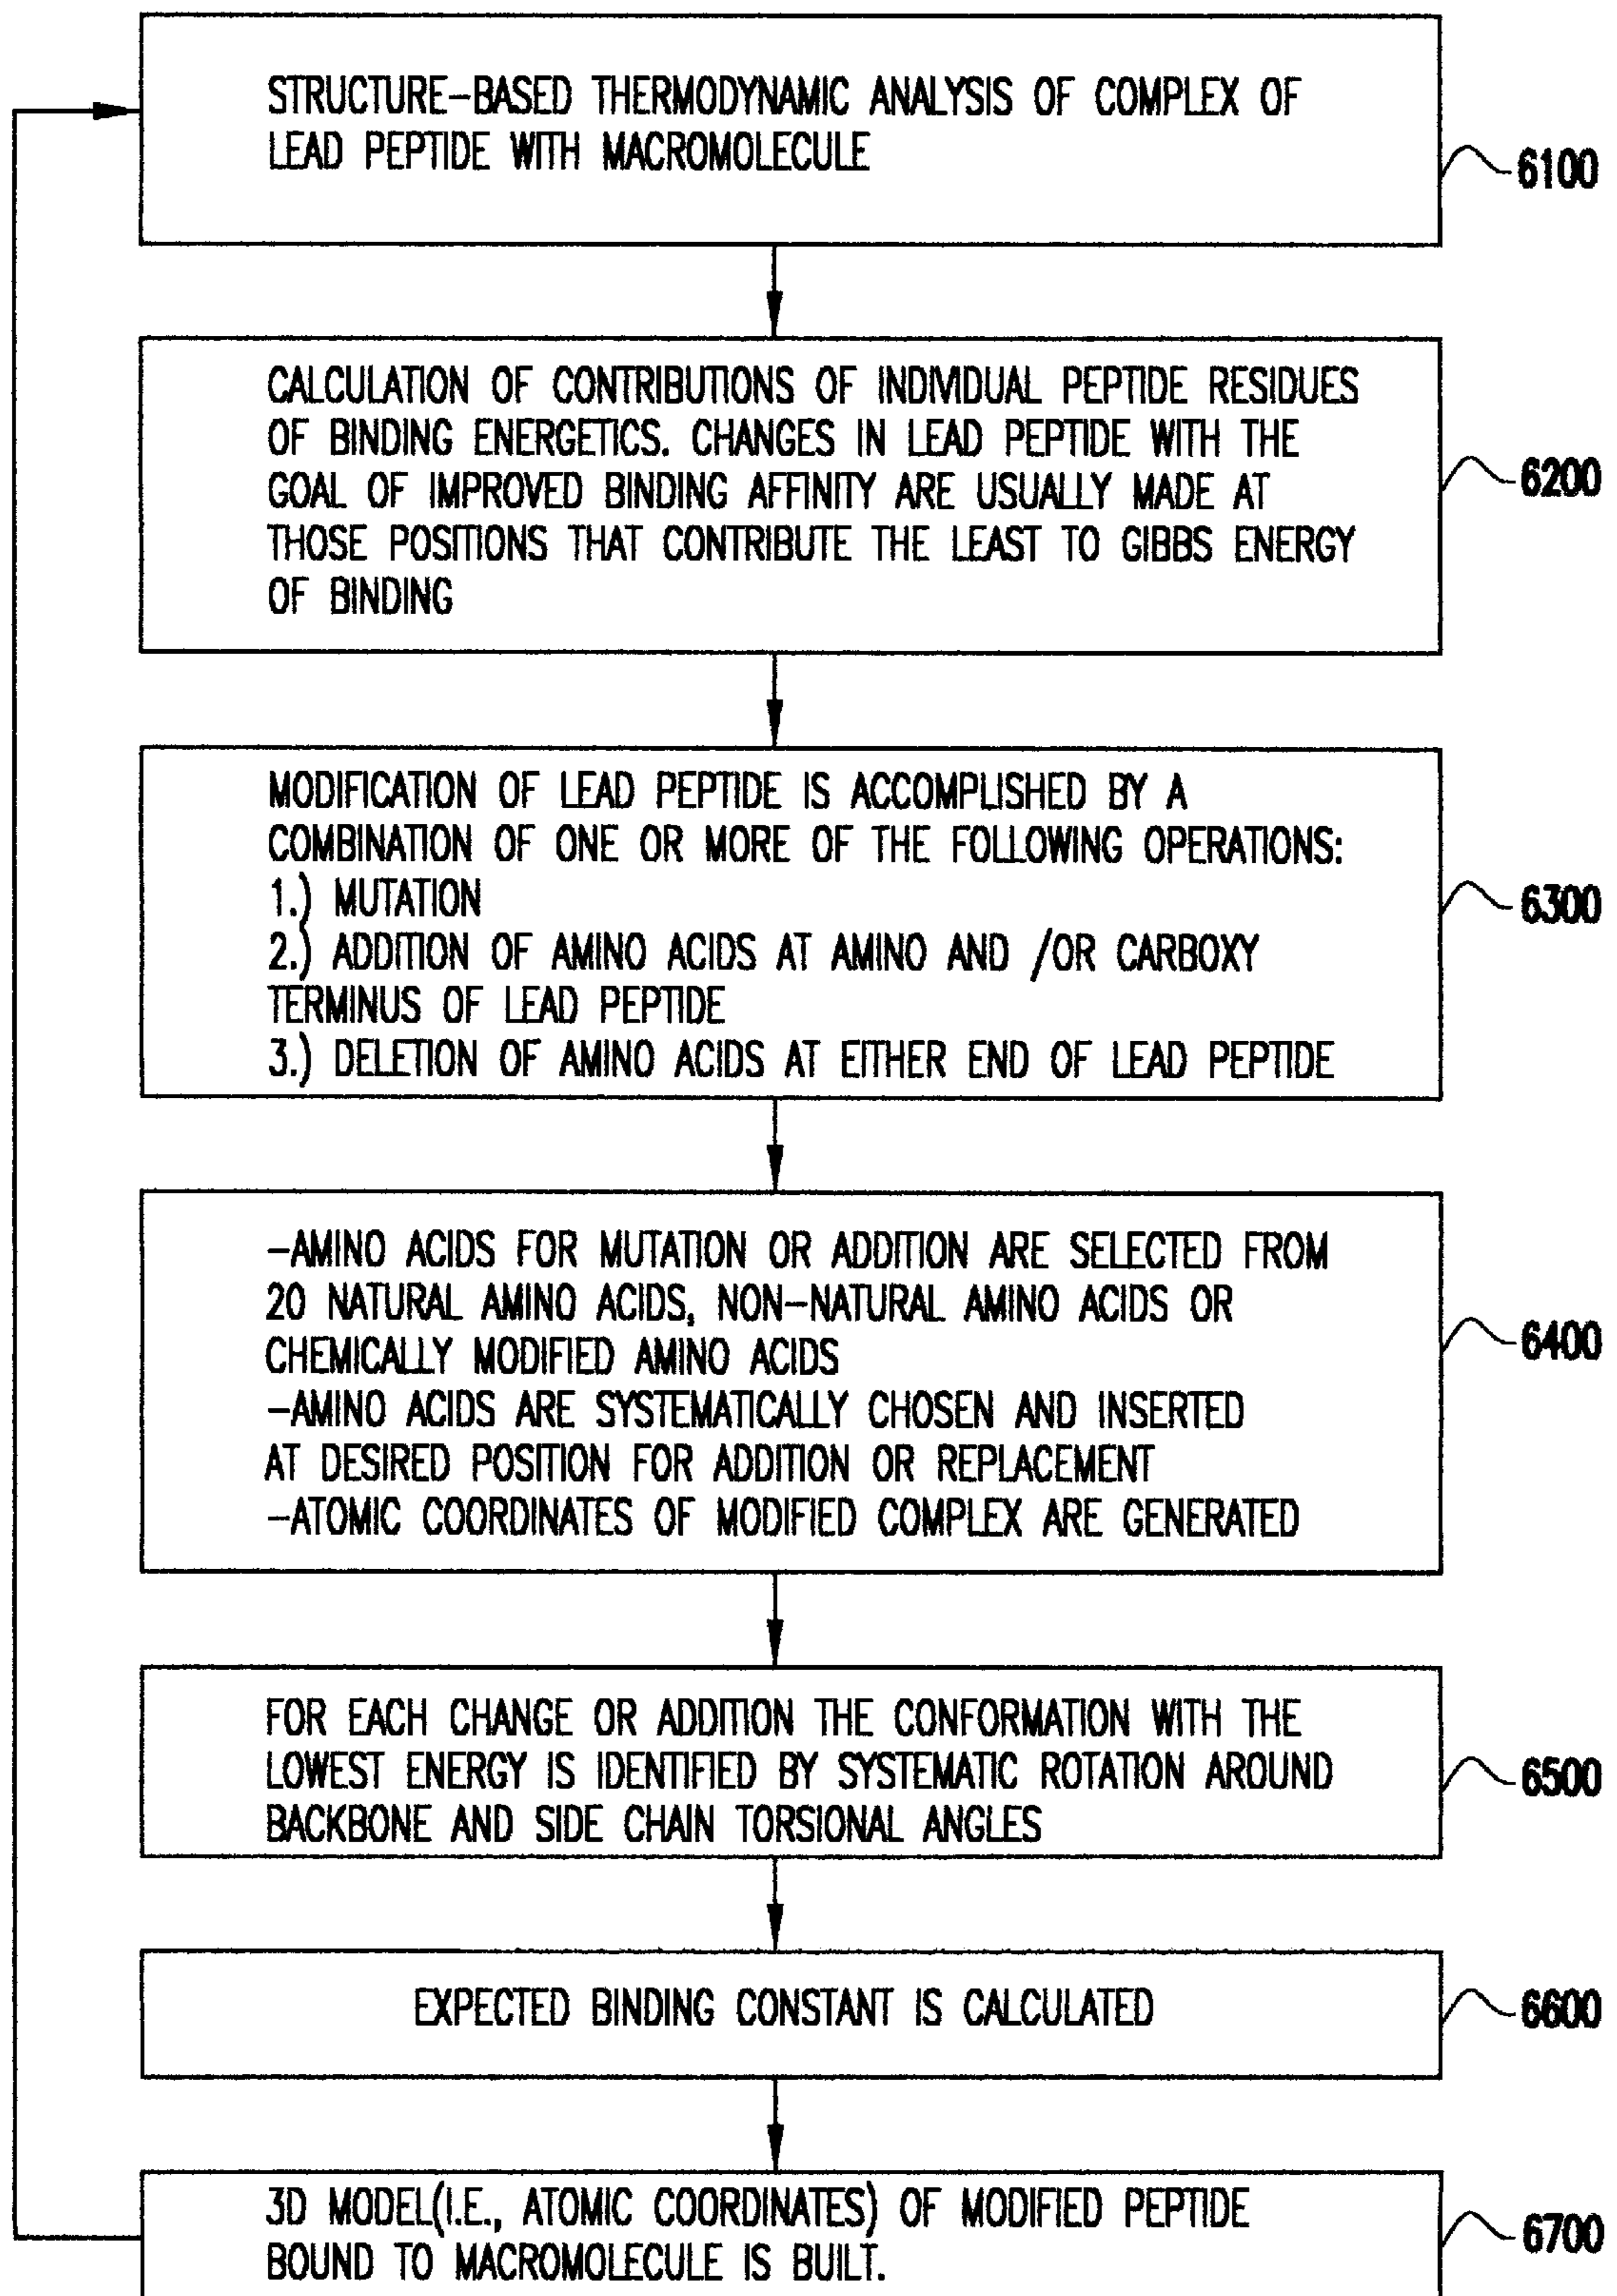 STRUCTURE-BASED THERMODYNAMIC ANALYSIS OF COMPLEX OF
LEAD PEPTIDE WITH MACROMOLECULE
6100
CALCULATION OF CONTRIBUTIONS OF INDIVIDUAL PEPTIDE RESIDUES
OF BINDING ENERGETICS. CHANGES IN LEAD PEPTIDE WITH THE
GOAL OF IMPROVED BINDING AFFINITY ARE USUALLY MADE AT
THOSE POSITIONS THAT CONTRIBUTE THE LEAST TO GIBBS ENERGY
OF BINDING
6200
MODIFICATION OF LEAD PEPTIDE IS ACCOMPLISHED BY A
COMBINATION OF ONE OR MORE OF THE FOLLOWING OPERATIONS:
1.) MUTATION
2.) ADDITION OF AMINO ACIDS AT AMINO AND /OR CARBOXY
TERMINUS OF LEAD PEPTIDE
3.) DELETION OF AMINO ACIDS AT EITHER END OF LEAD PEPTIDE
6300
-AMINO ACIDS FOR MUTATION OR ADDITION ARE SELECTED FROM
20 NATURAL AMINO ACIDS, NON-NATURAL AMINO ACIDS OR
CHEMICALLY MODIFIED AMINO ACIDS
-AMINO ACIDS ARE SYSTEMATICALLY CHOSEN AND INSERTED
AT DESIRED POSITION FOR ADDITION OR REPLACEMENT
-ATOMIC COORDINATES OF MODIFIED COMPLEX ARE GENERATED
6400
FOR EACH CHANGE OR ADDITION THE CONFORMATION WITH THE
LOWEST ENERGY IS IDENTIFIED BY SYSTEMATIC ROTATION AROUND
BACKBONE AND SIDE CHAIN TORSIONAL ANGLES
6500
EXPECTED BINDING CONSTANT IS CALCULATED
6600
3D MODEL(I.E., ATOMIC COORDINATES) OF MODIFIED PEPTIDE
BOUND TO MACROMOLECULE IS BUILT.
6700